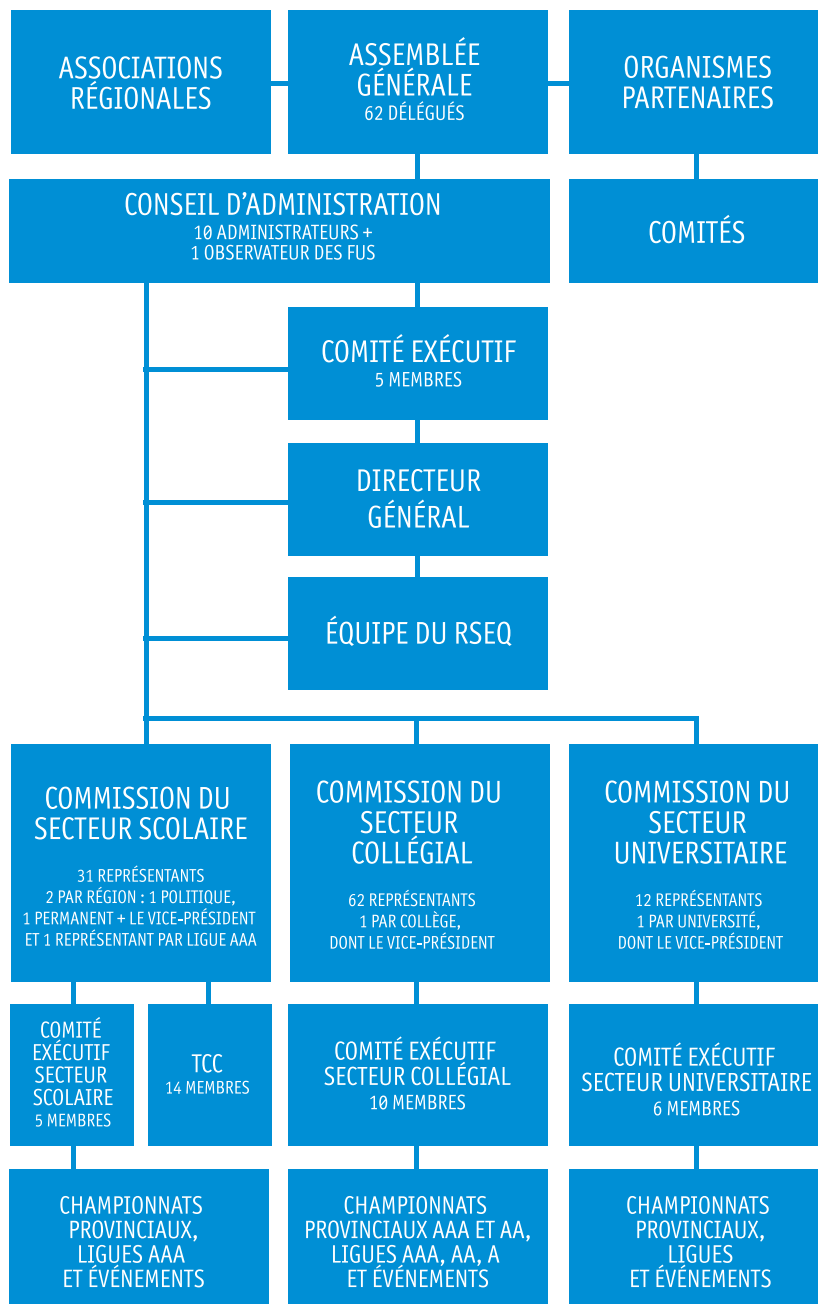 ASSOCIATIONS
RÉGIONALES
ASSEMBLÉE
GÉNÉRALE
62 DÉLÉGUÉS
ORGANISMES
PARTENAIRES
CONSEIL D'ADMINISTRATION
10 ADMINISTRATEURS +
1 OBSERVATEUR DES FUS
COMITÉS
COMITÉ EXÉCUTIF
5 MEMBRES
DIRECTEUR
GÉNÉRAL
ÉQUIPE DU RSEQ
COMMISSION DU
SECTEUR SCOLAIRE
31 REPRÉSENTANTS
2 PAR RÉGION : 1 POLITIQUE,
1 PERMANENT + LE VICE-PRÉSIDENT
ET 1 REPRÉSENTANT PAR LIGUE AAA
COMMISSION DU
SECTEUR
COLLÉGIAL
62 REPRÉSENTANTS
1 PAR COLLÈGE,
DONT LE VICE-PRÉSIDENT
COMMISSION DU
SECTEUR
UNIVERSITAIRE
12 REPRÉSENTANTS
1 PAR UNIVERSITÉ,
DONT LE VICE-PRÉSIDENT
COMITÉ
EXÉCUTIF
SECTEUR
SCOLAIRE
5 MEMBRES
TCC
14 MEMBRES
COMITÉ EXÉCUTIF
SECTEUR COLLÉGIAL
10 MEMBRES
COMITÉ EXÉCUTIF
SECTEUR UNIVERSITAIRE
6 MEMBRES
CHAMPIONNATS
PROVINCIAUX,
LIGUES AAA
ET ÉVÉNEMENTS
CHAMPIONNATS
PROVINCIAUX AAA ET AA,
LIGUES AAA, AA, A
ET ÉVÉNEMENTS
CHAMPIONNATS
PROVINCIAUX,
LIGUES
ET ÉVÉNEMENTS